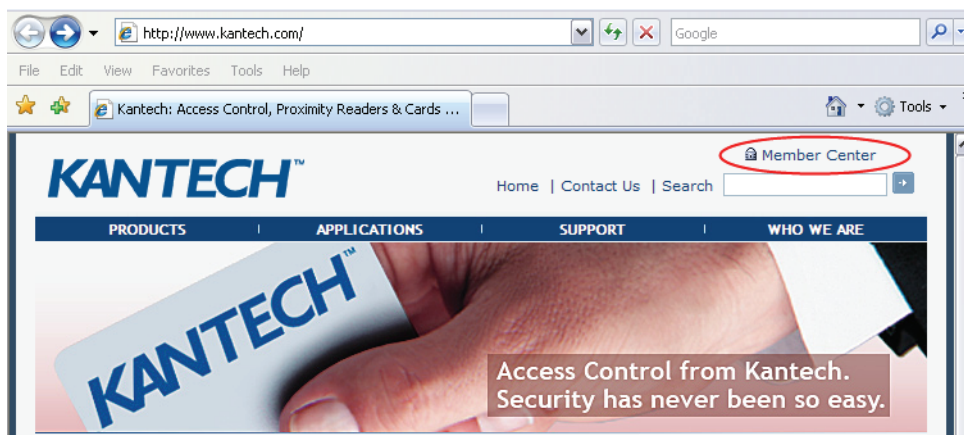 http://www.kantech.com/ Google
File Edit View Favorites Tools Help
Kantech: Access Control, Proximity Readers & Cards ... Tools
Member Center
KANTECH™
Home | Contact Us | Search
PRODUCTS | APPLICATIONS | SUPPORT | WHO WE ARE
KANTECH™
Access Control from Kantech.
Security has never been so easy.